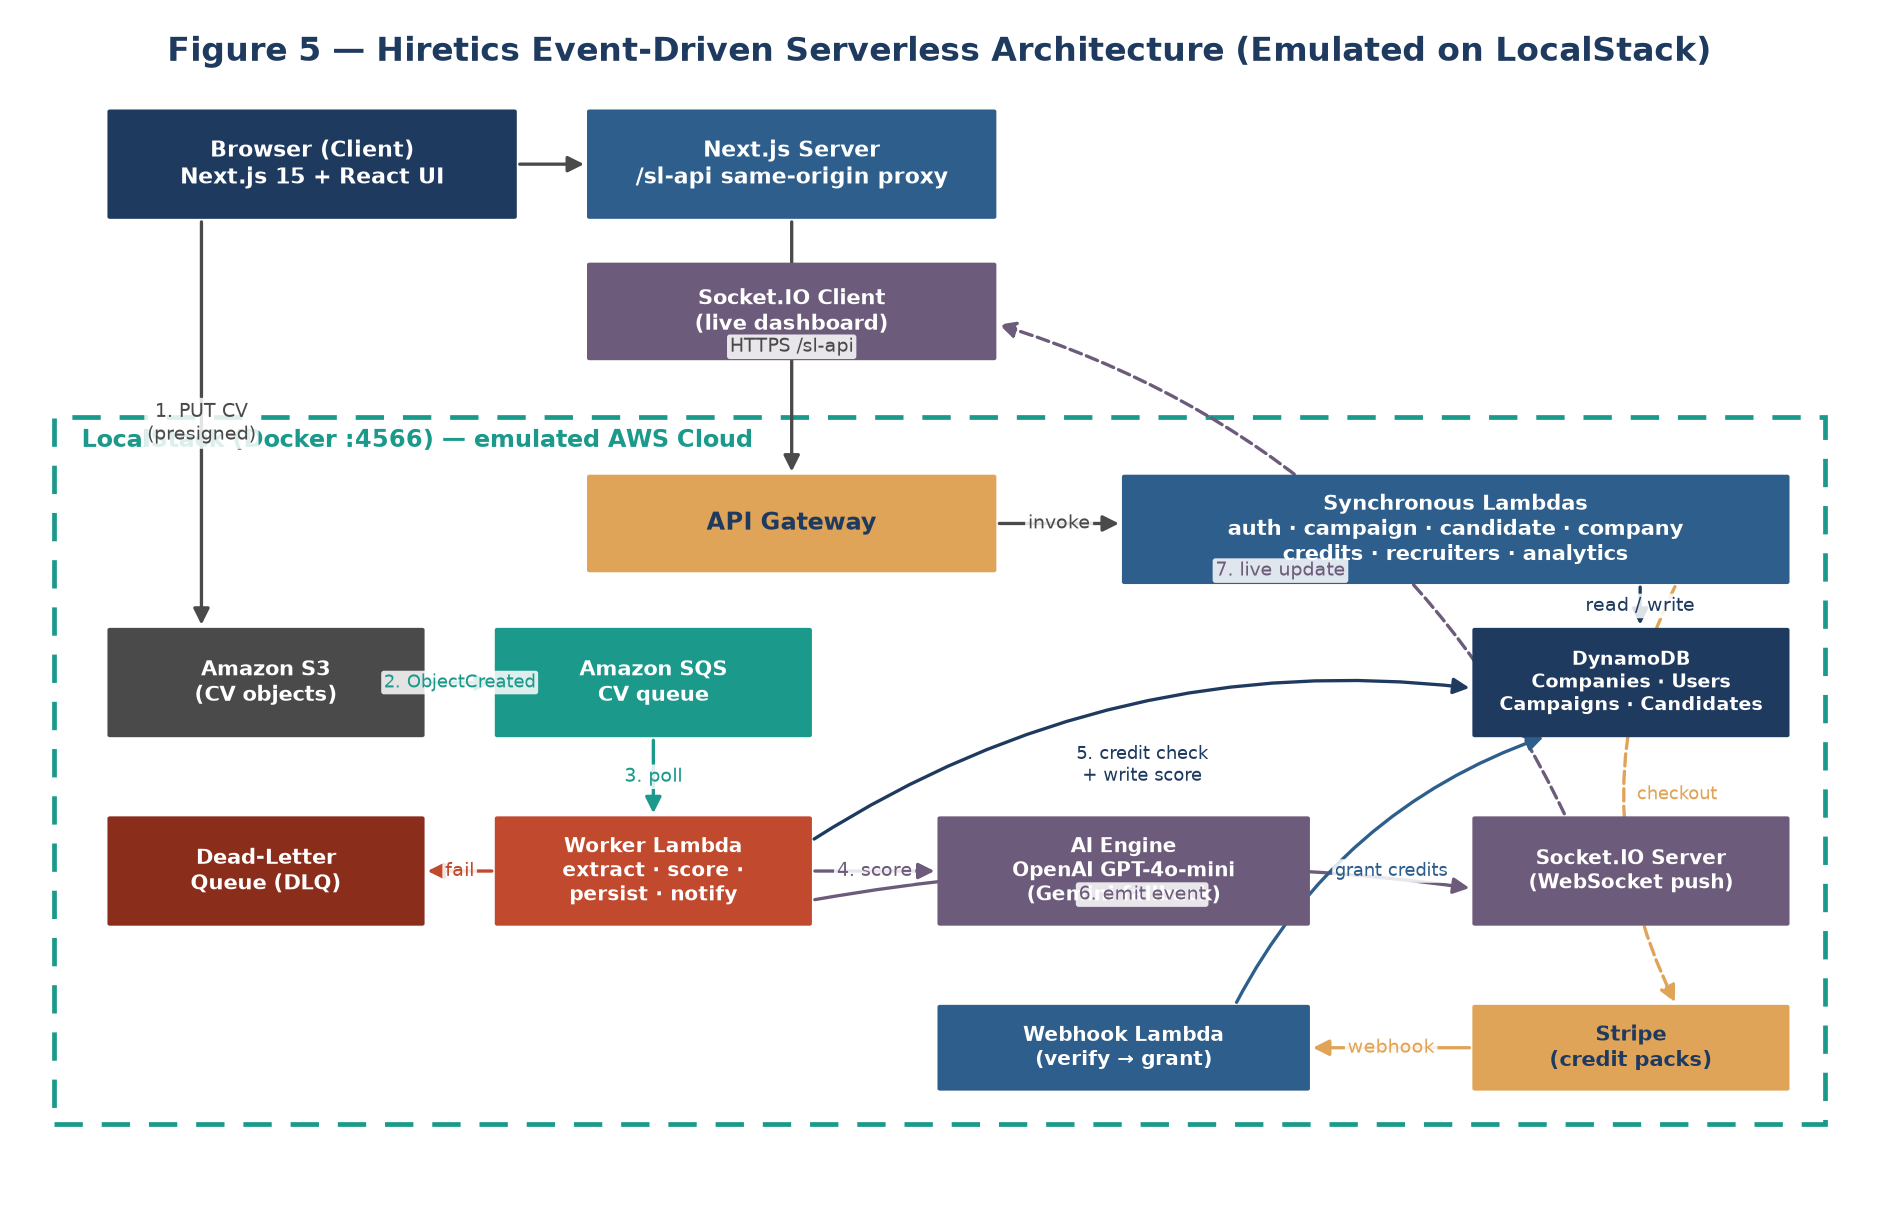 Figure 5 — Hiretics Event-Driven Serverless Architecture (Emulated on LocalStack)
Browser (Client)
Next.js 15 + React UI
Next.js Server
/sl-api same-origin proxy
Socket.IO Client
(live dashboard)
HTTPS /sl-api
1. PUT CV
(presigned)
LocalStack (Docker :4566) — emulated AWS Cloud
API Gateway
invoke
Synchronous Lambdas
auth · campaign · candidate · company
credits · recruiters · analytics
7. live update
read / write
Amazon S3
(CV objects)
2. ObjectCreated
Amazon SQS
CV queue
DynamoDB
Companies · Users
Campaigns · Candidates
3. poll
5. credit check
+ write score
checkout
Dead-Letter
Queue (DLQ)
fail
Worker Lambda
extract · score ·
persist · notify
4. score
AI Engine
OpenAI GPT-4o-mini
6. emit event
grant credits
Socket.IO Server
(WebSocket push)
Webhook Lambda
(verify → grant)
webhook
Stripe
(credit packs)